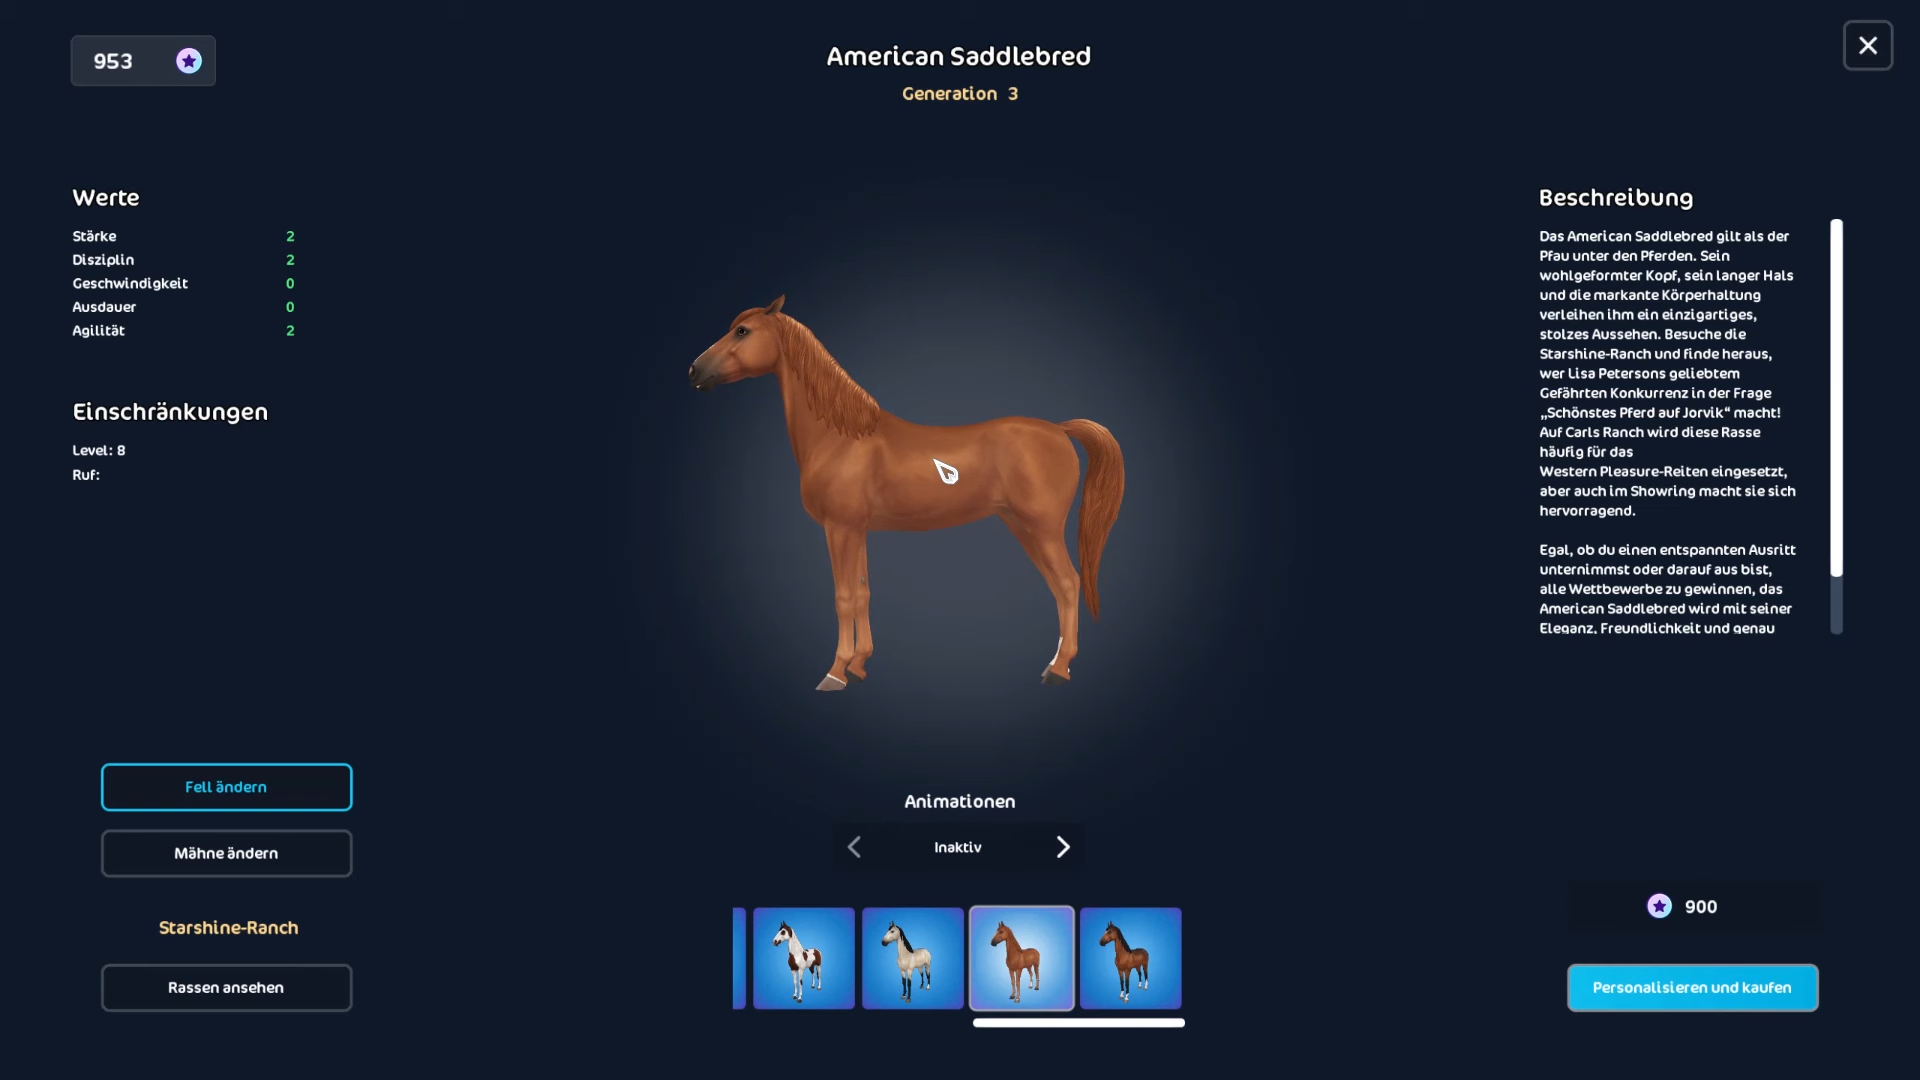 953
American Saddlebred
Generation 3
Werte
Stärke 2
Disziplin 2
Geschwindigkeit 0
Ausdauer 0
Agilität 2
Einschränkungen
Level: 8
Ruf:
Beschreibung
Das American Saddlebred gilt als der
Pfau unter den Pferden. Sein
wohlgeformter Kopf, sein langer Hals
und die markante Körperhaltung
verleihen ihm ein einzigartiges,
stolzes Aussehen. Besuche die
Starshine-Ranch und finde heraus,
wer Lisa Petersons geliebtem
Gefährten Konkurrenz in der Frage
„Schönstes Pferd auf Jorvik“ macht!
Auf Carls Ranch wird diese Rasse
häufig für das
Western Pleasure-Reiten eingesetzt,
aber auch im Showring macht sie sich
hervorragend.
Egal, ob du einen entspannten Ausritt
unternimmst oder darauf aus bist,
alle Wettbewerbe zu gewinnen, das
American Saddlebred wird mit seiner
Eleganz, Freundlichkeit und genau
Fell ändern
Mähne ändern
Starshine-Ranch
Rassen ansehen
Animationen
Inaktiv
900
Personalisieren und kaufen